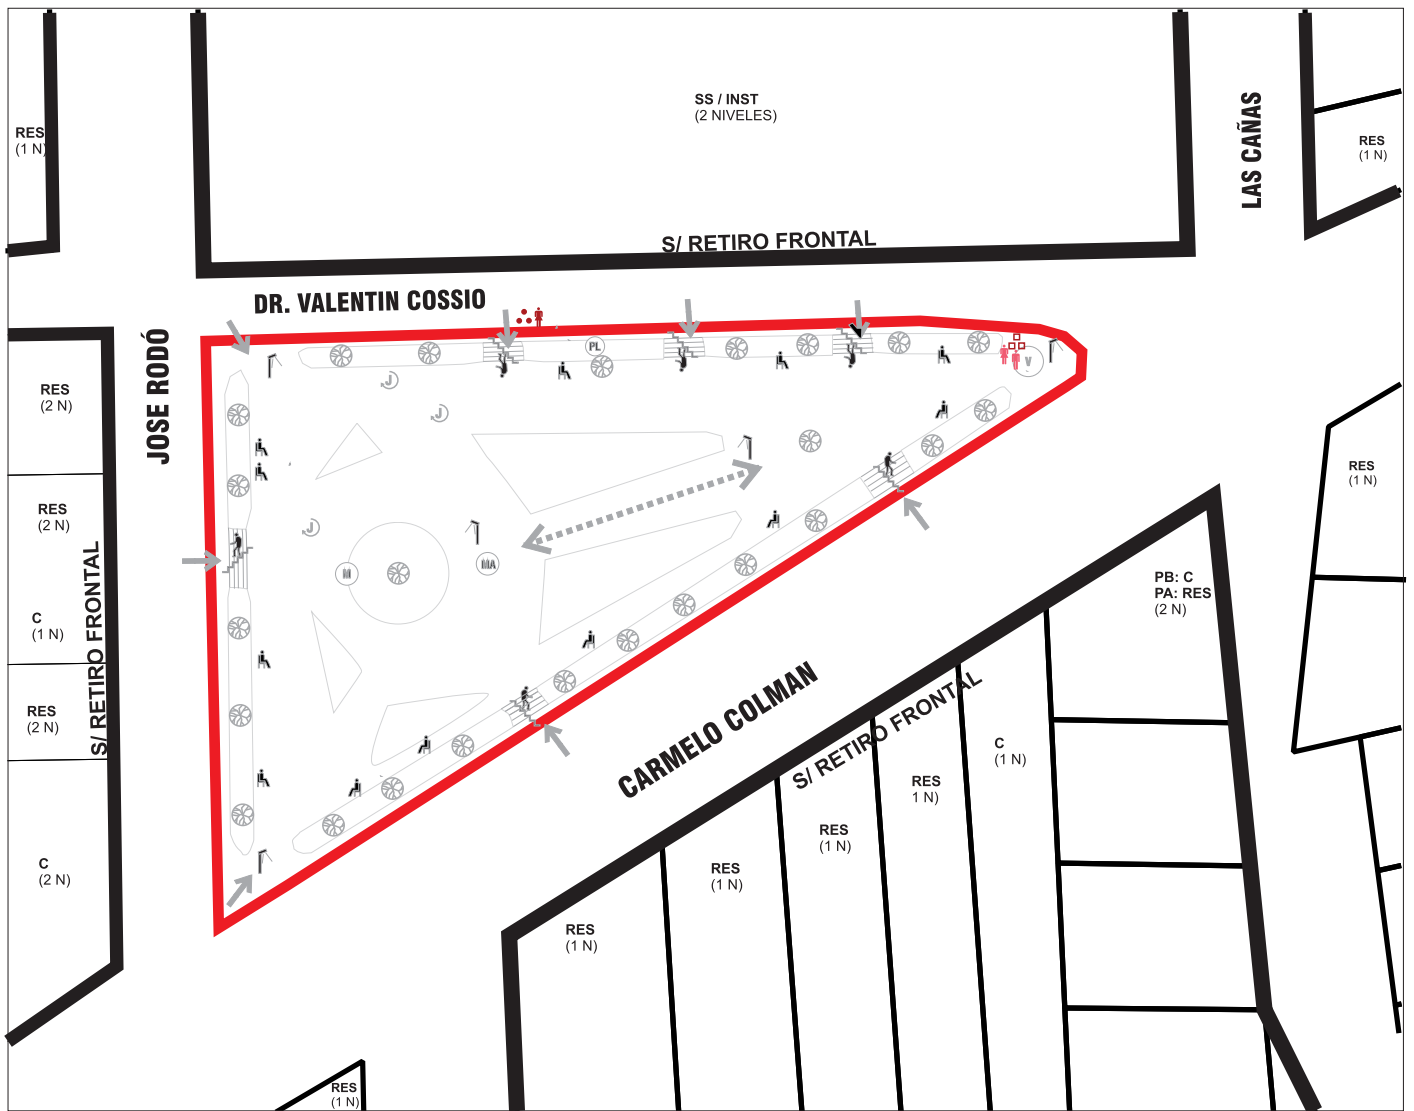 SS / INST
(2 NIVELES)
LAS CAÑAS
RES
(1 N)
RES
(1 N)
S/ RETIRO FRONTAL
DR. VALENTIN COSSIO
JOSE RODÓ
PL
V
J
J
J
M
MA
RES
(2 N)
RES
(2 N)
C
(1 N)
S/ RETIRO FRONTAL
RES
(2 N)
C
(2 N)
RES
(1 N)
PB: C
PA: RES
(2 N)
CARMELO COLMAN
S/ RETIRO FRONTAL
C
(1 N)
RES
1 N)
RES
(1 N)
RES
(1 N)
RES
(1 N)
RES
(1 N)